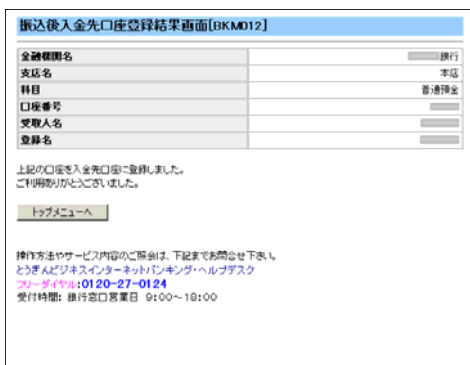 振込後入金先口座登録結果画面[BKM012]
金融機関名 銀行
支店名 本店
科目 普通預金
口座番号
受取人名
登録名
上記の口座を入金先口座に登録しました。
ご利用ありがとうございました。
トップメニューへ
操作方法やサービス内容のご照会は、下記までお問合せ下さい。
とうぎんビジネスインターネットバンキング・ヘルプデスク
フリーダイヤル:0120-27-0124
受付時間: 銀行窓口営業日 9:00～18:00